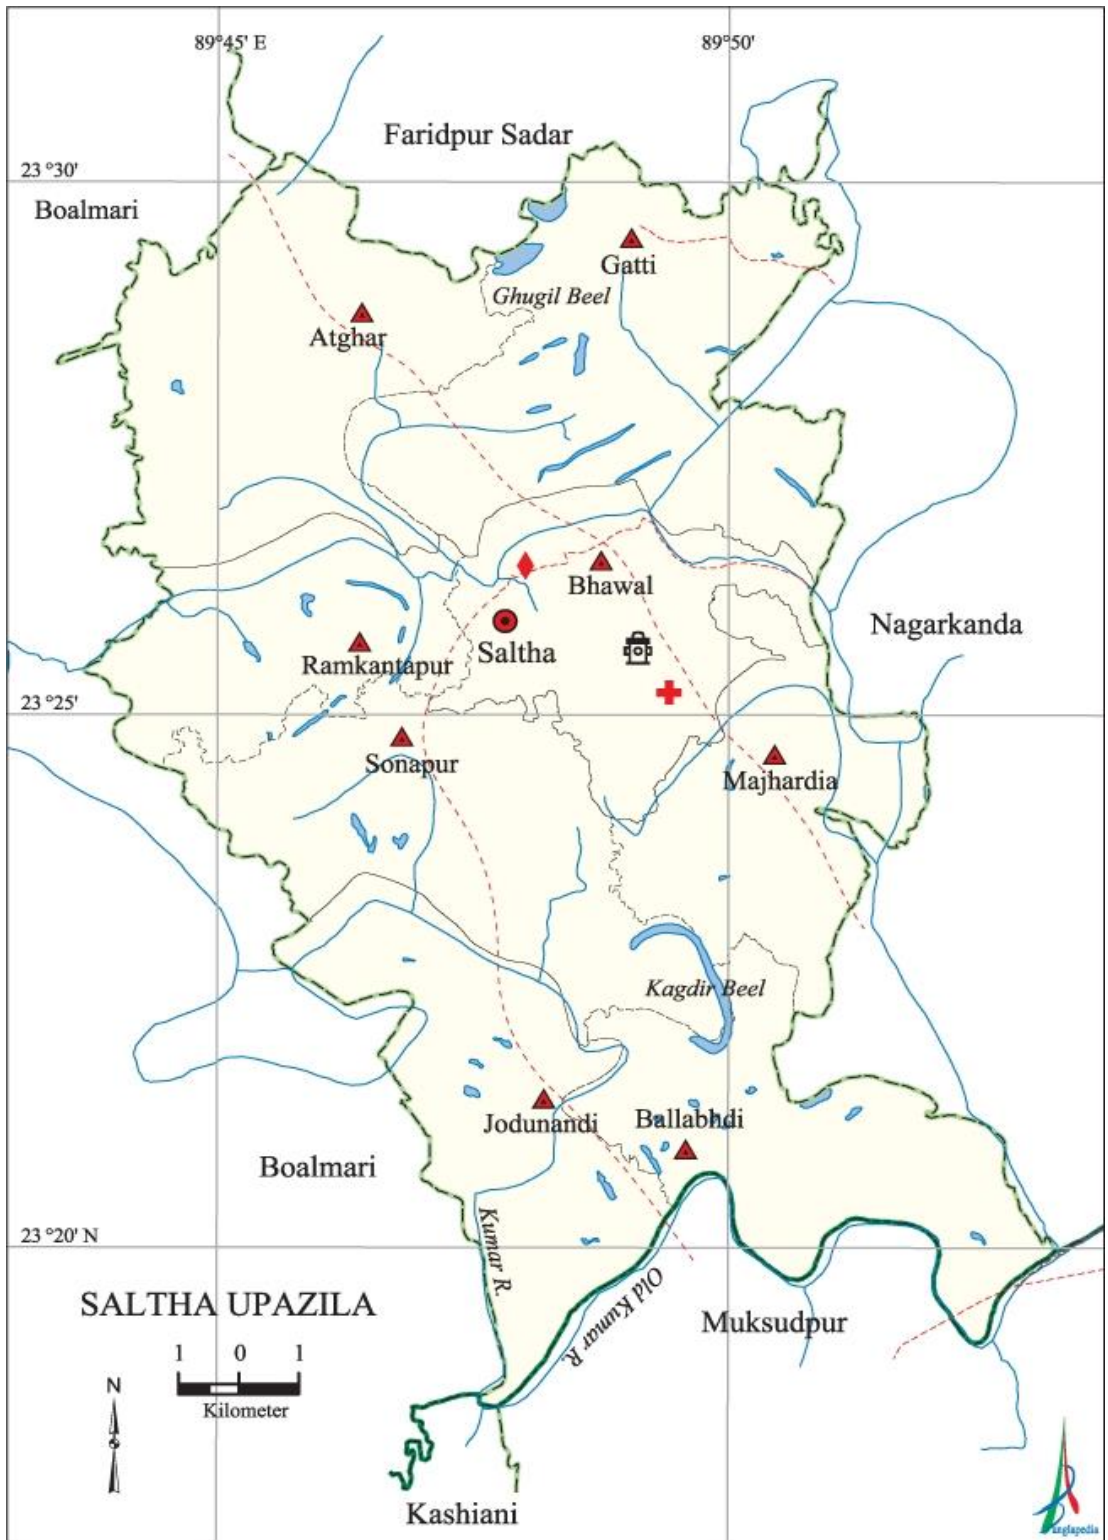 89°45' E
89°50'
Faridpur Sadar
23°30'
Boalmari
Gatti
Ghugil Beel
Atghar
Bhawal
Nagarkanda
Saltha
Ramkantapur
23°25'
Sonapur
Majhardia
Kagdir Beel
Jodunandi
Ballabhdi
Boalmari
23°20' N
Kumar R.
Old Kumar R.
SALTHA UPAZILA
Muksudpur
1 0 1
Kilometer
N
Kashiani
anglapedia